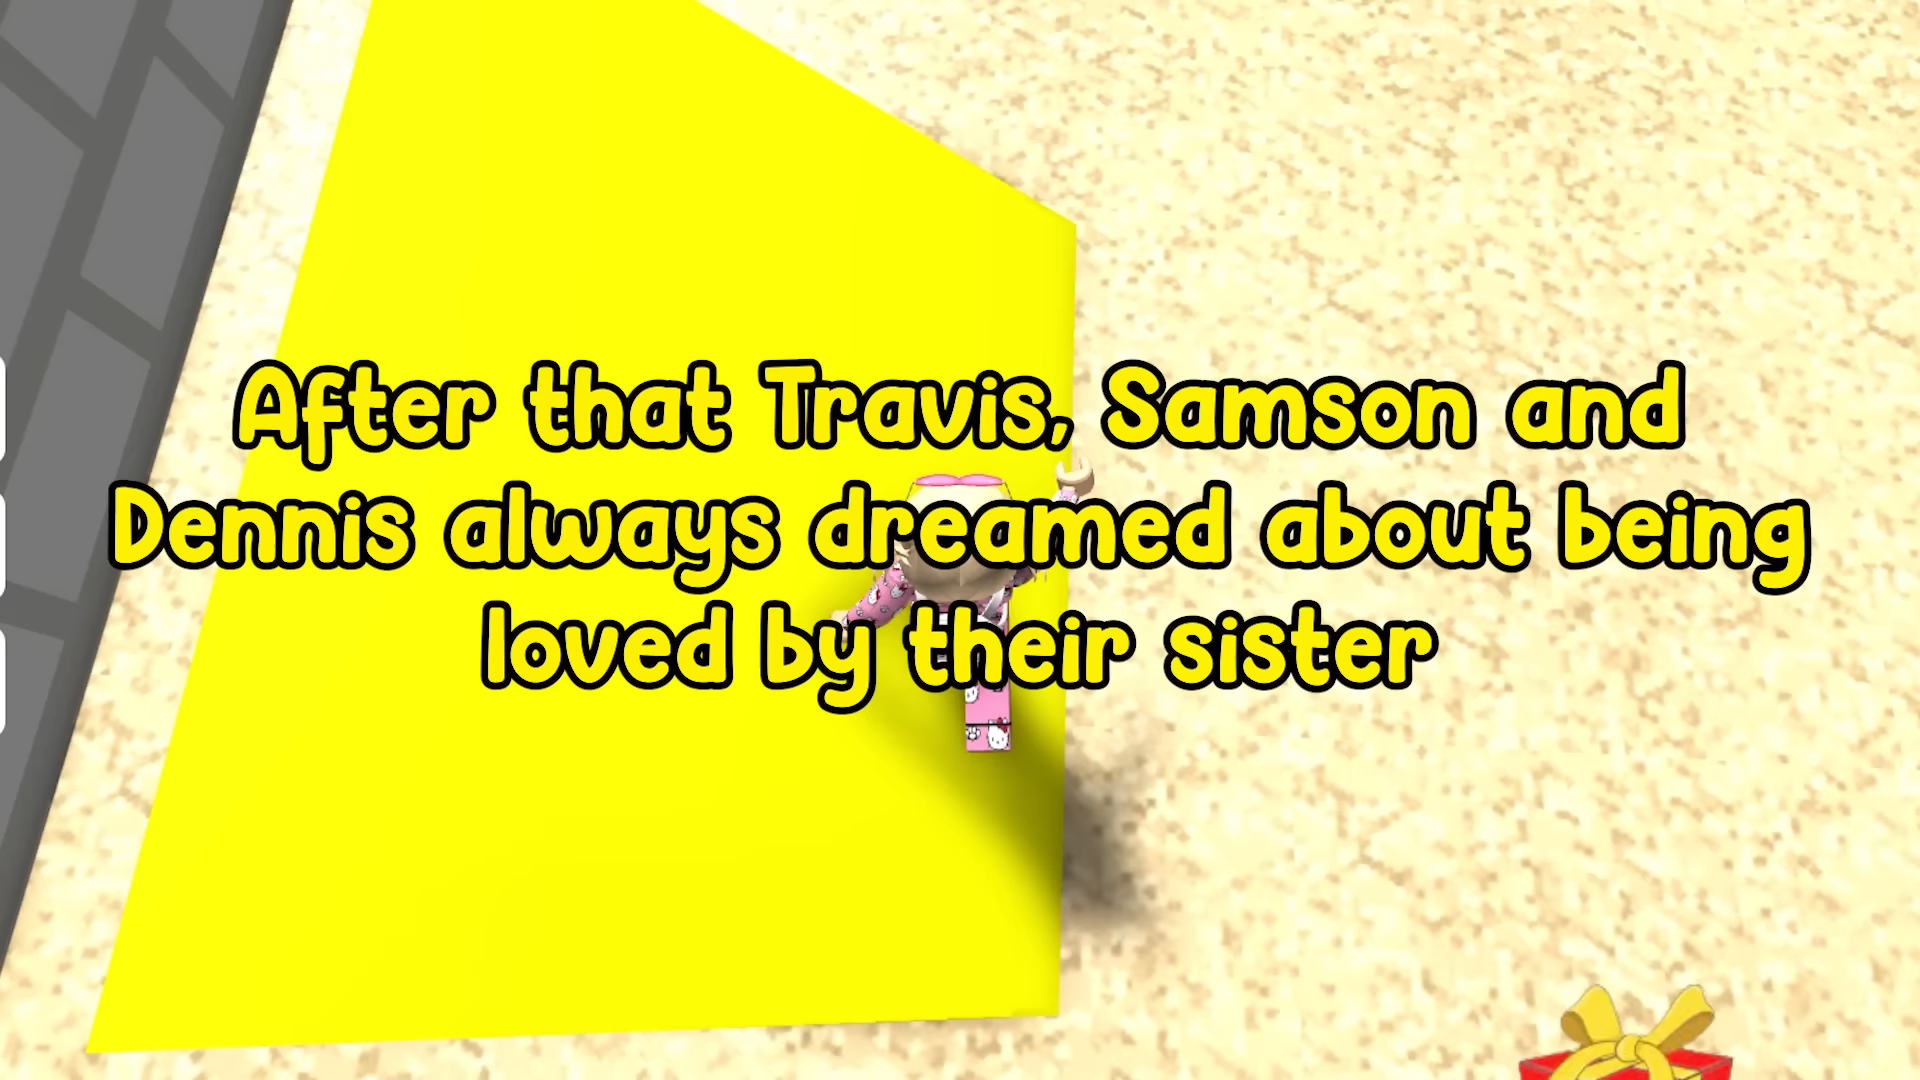 After that Travis, Samson and
Dennis always dreamed about being
loved by their sister